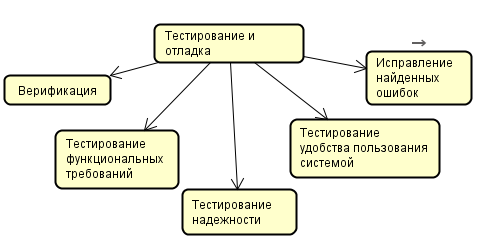 Тестирование и
отладка
Верификация
Исправление
найденных
ошибок
Тестирование
функциональных
требований
Тестирование
удобства пользования
системой
Тестирование
надежности